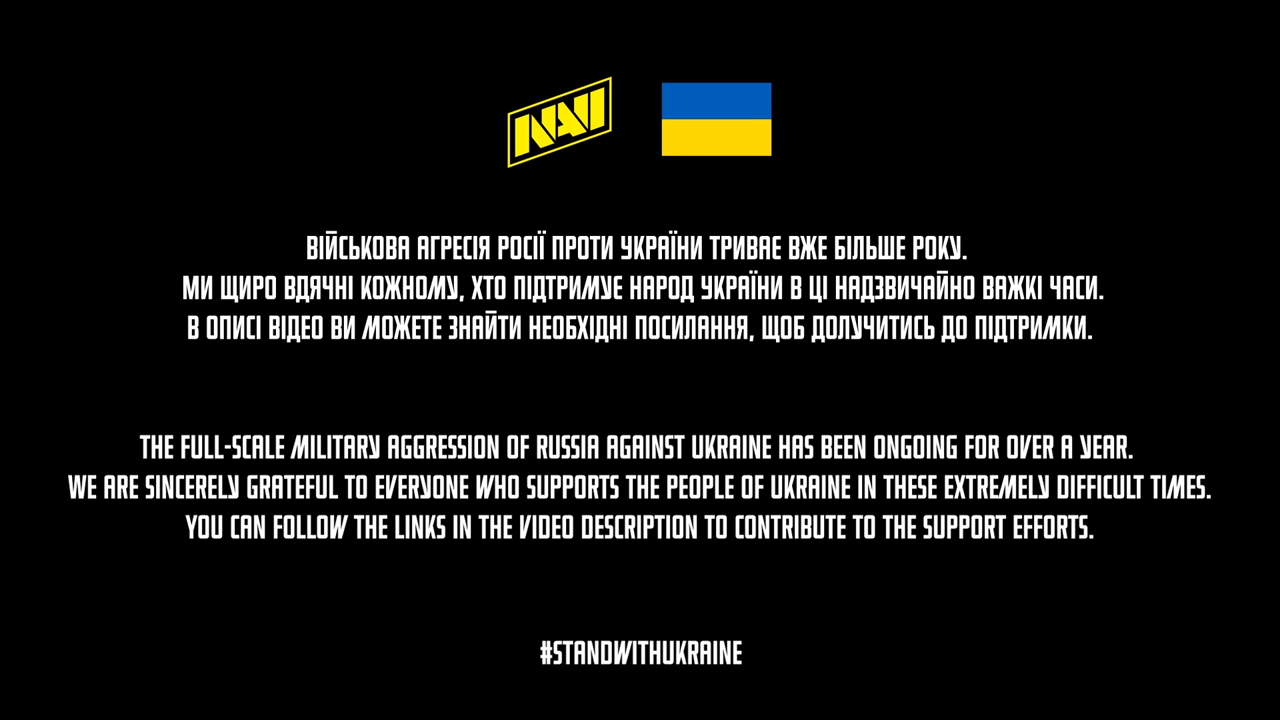 NAVI
ВІЙСЬКОВА АГРЕСІЯ РОСІЇ ПРОТИ УКРАЇНИ ТРИВАЄ ВЖЕ БІЛЬШЕ РОКУ.
МИ ЩИРО ВДЯЧНІ КОЖНОМУ, ХТО ПІДТРИМУЄ НАРОД УКРАЇНИ В ЦІ НАДЗВИЧАЙНО ВАЖКІ ЧАСИ.
В ОПИСІ ВІДЕО ВИ МОЖЕТЕ ЗНАЙТИ НЕОБХІДНІ ПОСИЛАННЯ, ЩОБ ДОЛУЧИТИСЬ ДО ПІДТРИМКИ.
THE FULL-SCALE MILITARY AGGRESSION OF RUSSIA AGAINST UKRAINE HAS BEEN ONGOING FOR OVER A YEAR.
WE ARE SINCERELY GRATEFUL TO EVERYONE WHO SUPPORTS THE PEOPLE OF UKRAINE IN THESE EXTREMELY DIFFICULT TIMES.
YOU CAN FOLLOW THE LINKS IN THE VIDEO DESCRIPTION TO CONTRIBUTE TO THE SUPPORT EFFORTS.
#STANDWITHUKRAINE